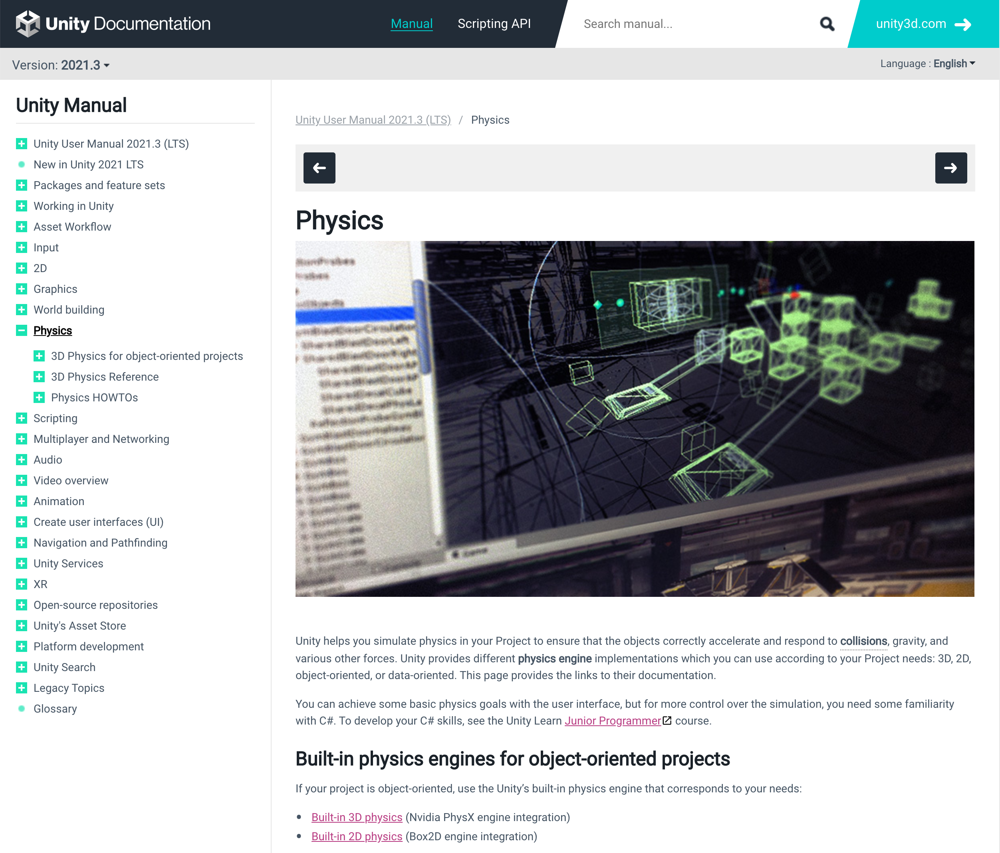 Unity Documentation
Manual
Scripting API
Search manual...
unity3d.com
Version: 2021.3
Language : English
Unity Manual
Unity User Manual 2021.3 (LTS)
New in Unity 2021 LTS
Packages and feature sets
Working in Unity
Asset Workflow
Input
2D
Graphics
World building
Physics
3D Physics for object-oriented projects
3D Physics Reference
Physics HOWTOs
Scripting
Multiplayer and Networking
Audio
Video overview
Animation
Create user interfaces (UI)
Navigation and Pathfinding
Unity Services
XR
Open-source repositories
Unity's Asset Store
Platform development
Unity Search
Legacy Topics
Glossary
Unity User Manual 2021.3 (LTS) / Physics
Physics
Unity helps you simulate physics in your Project to ensure that the objects correctly accelerate and respond to collisions, gravity, and
various other forces. Unity provides different physics engine implementations which you can use according to your Project needs: 3D, 2D,
object-oriented, or data-oriented. This page provides the links to their documentation.
You can achieve some basic physics goals with the user interface, but for more control over the simulation, you need some familiarity
with C#. To develop your C# skills, see the Unity Learn Junior Programmer course.
Built-in physics engines for object-oriented projects
If your project is object-oriented, use the Unity’s built-in physics engine that corresponds to your needs:
• Built-in 3D physics (Nvidia PhysX engine integration)
• Built-in 2D physics (Box2D engine integration)